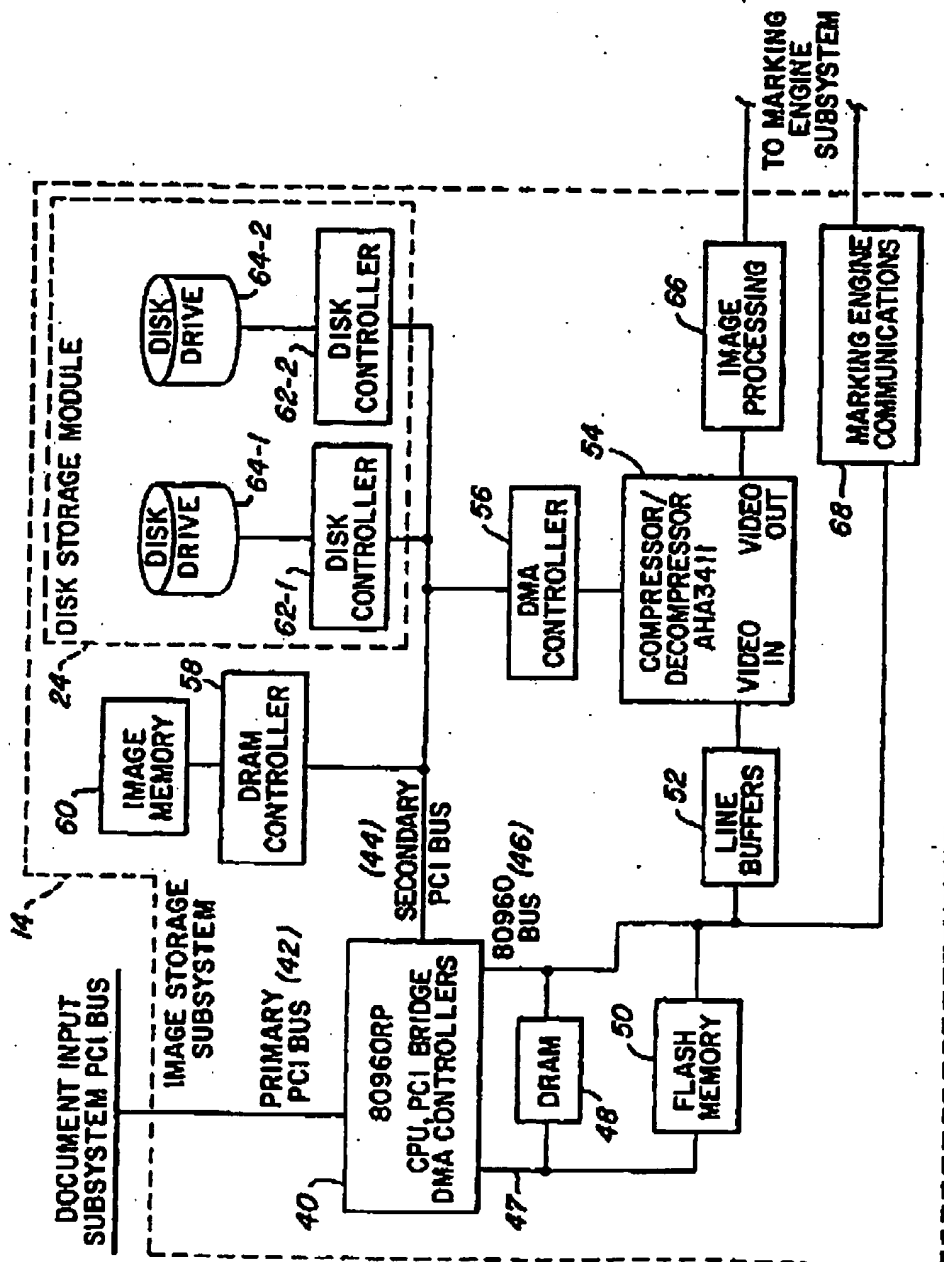 DOCUMENT INPUT
SUBSYSTEM PCI BUS
14
IMAGE STORAGE
SUBSYSTEM
PRIMARY
PCI BUS (42)
40
80960RP
CPU, PCI BRIDGE
DMA CONTROLLERS
47
DRAM
48
50
FLASH
MEMORY
80960
BUS (46)
(44)
SECONDARY
PCI BUS
60
IMAGE
MEMORY
58
DRAM
CONTROLLER
24
DISK STORAGE MODULE
DISK
DRIVE
64-1
62-1
DISK
CONTROLLER
DISK
DRIVE
64-2
62-2
DISK
CONTROLLER
56
DMA
CONTROLLER
54
COMPRESSOR/
DECOMPRESSOR
AHA3411
VIDEO
IN
VIDEO
OUT
52
LINE
BUFFERS
66
IMAGE
PROCESSING
68
MARKING ENGINE
COMMUNICATIONS
TO MARKING
ENGINE
SUBSYSTEM